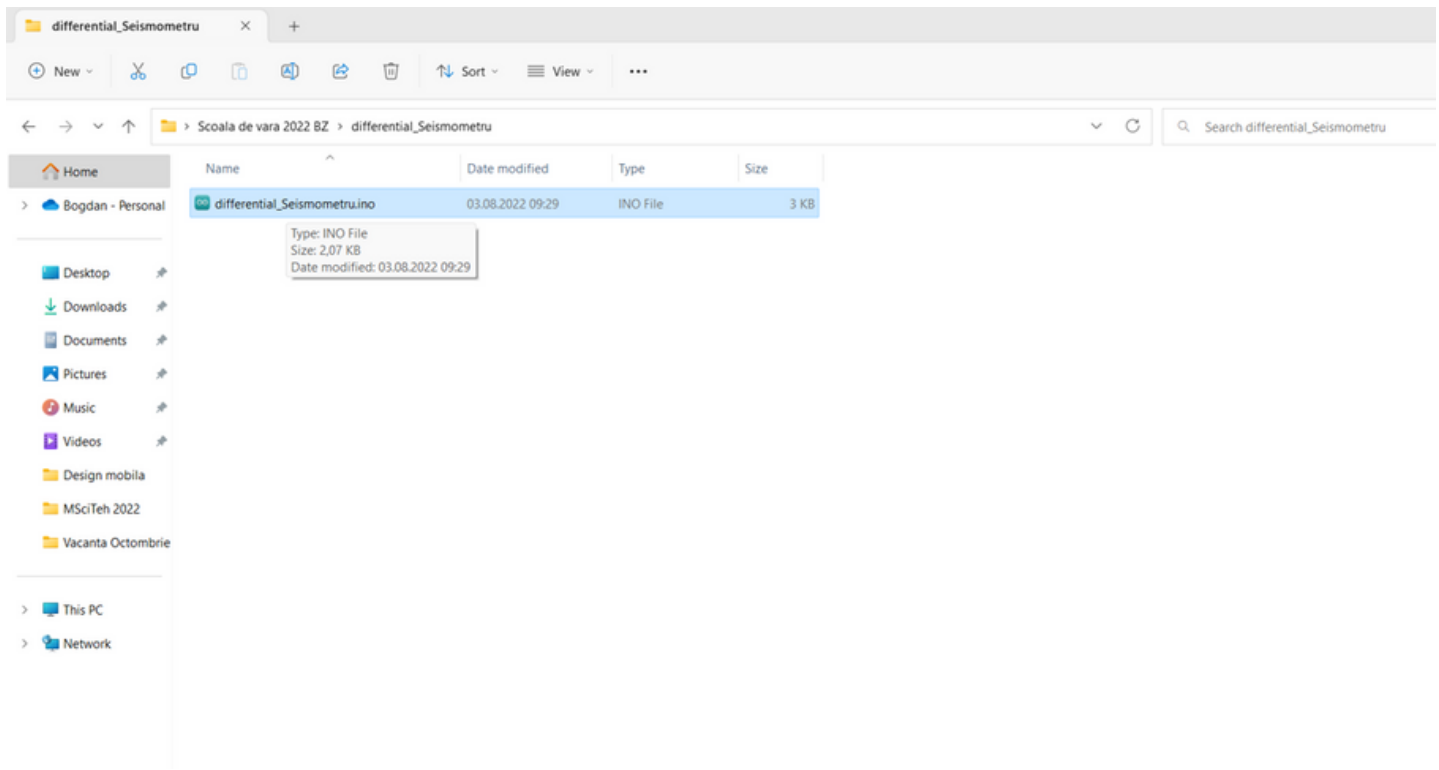 differential_Seismometru
New
Sort
View
Scoala de vara 2022 BZ > differential_Seismometru
Search differential_Seismometru
Home
Bogdan - Personal
Desktop
Downloads
Documents
Pictures
Music
Videos
Design mobila
MSciTeh 2022
Vacanta Octombrie
This PC
Network
Name Date modified Type Size
differential_Seismometru.ino 03.08.2022 09:29 INO File 3 KB
Type: INO File
Size: 2,07 KB
Date modified: 03.08.2022 09:29